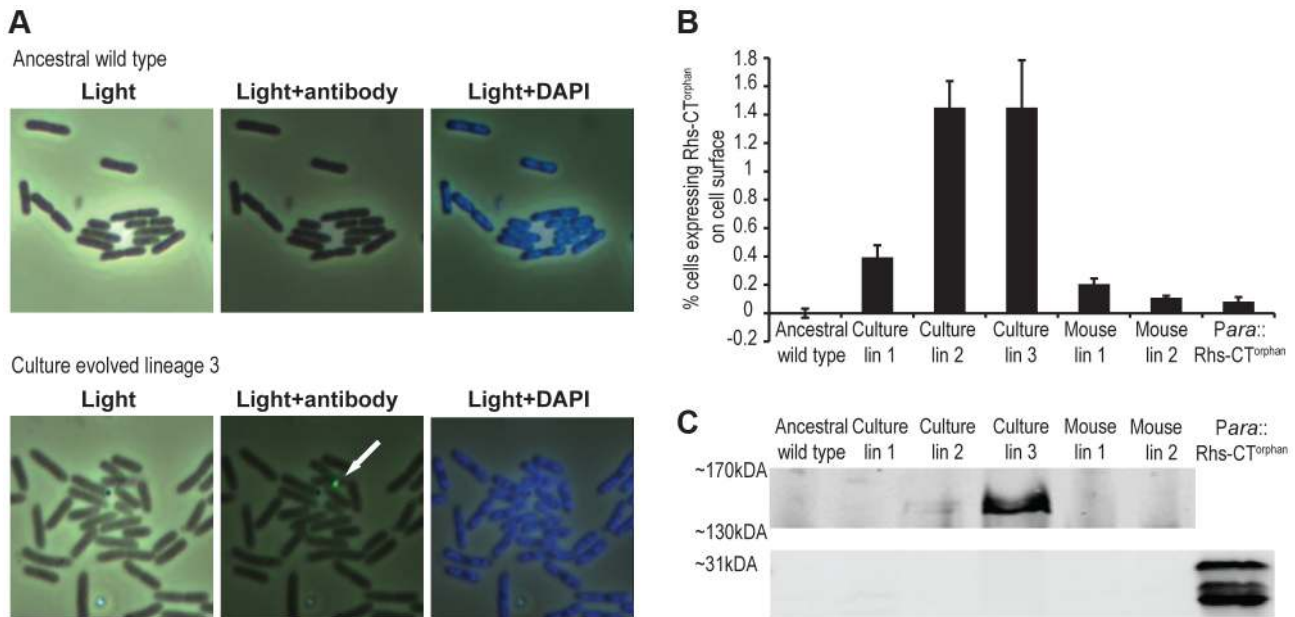 A
Ancestral wild type
Light
Light+antibody
Light+DAPI
Culture evolved lineage 3
Light
Light+antibody
Light+DAPI
B
% cells expressing Rhs-CTorphan
on cell surface
1.8
1.6
1.4
1.2
1
0.8
0.6
0.4
0.2
0
-0.2
Ancestral
wild type
Culture
lin 1
Culture
lin 2
Culture
lin 3
Mouse
lin 1
Mouse
lin 2
Para::
Rhs-CTorphan
C
Ancestral
wild type
Culture
lin 1
Culture
lin 2
Culture
lin 3
Mouse
lin 1
Mouse
lin 2
Para::
Rhs-CTorphan
~170kDA
~130kDA
~31kDA